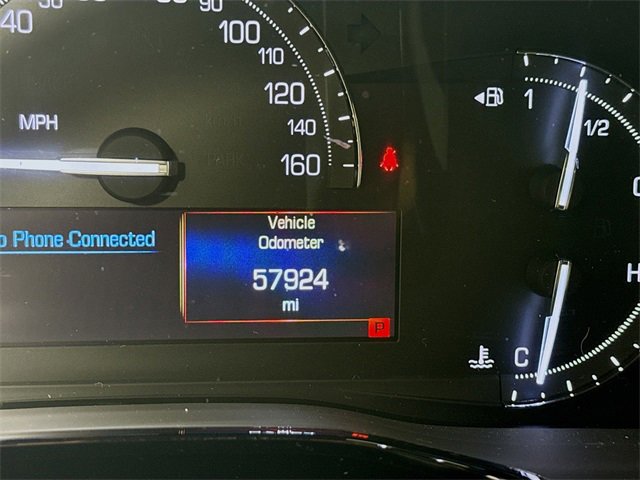 40
90
100
110
120
140
160
MPH
1
1/2
o Phone Connected
Vehicle
Odometer
57924
mi
P
H
C